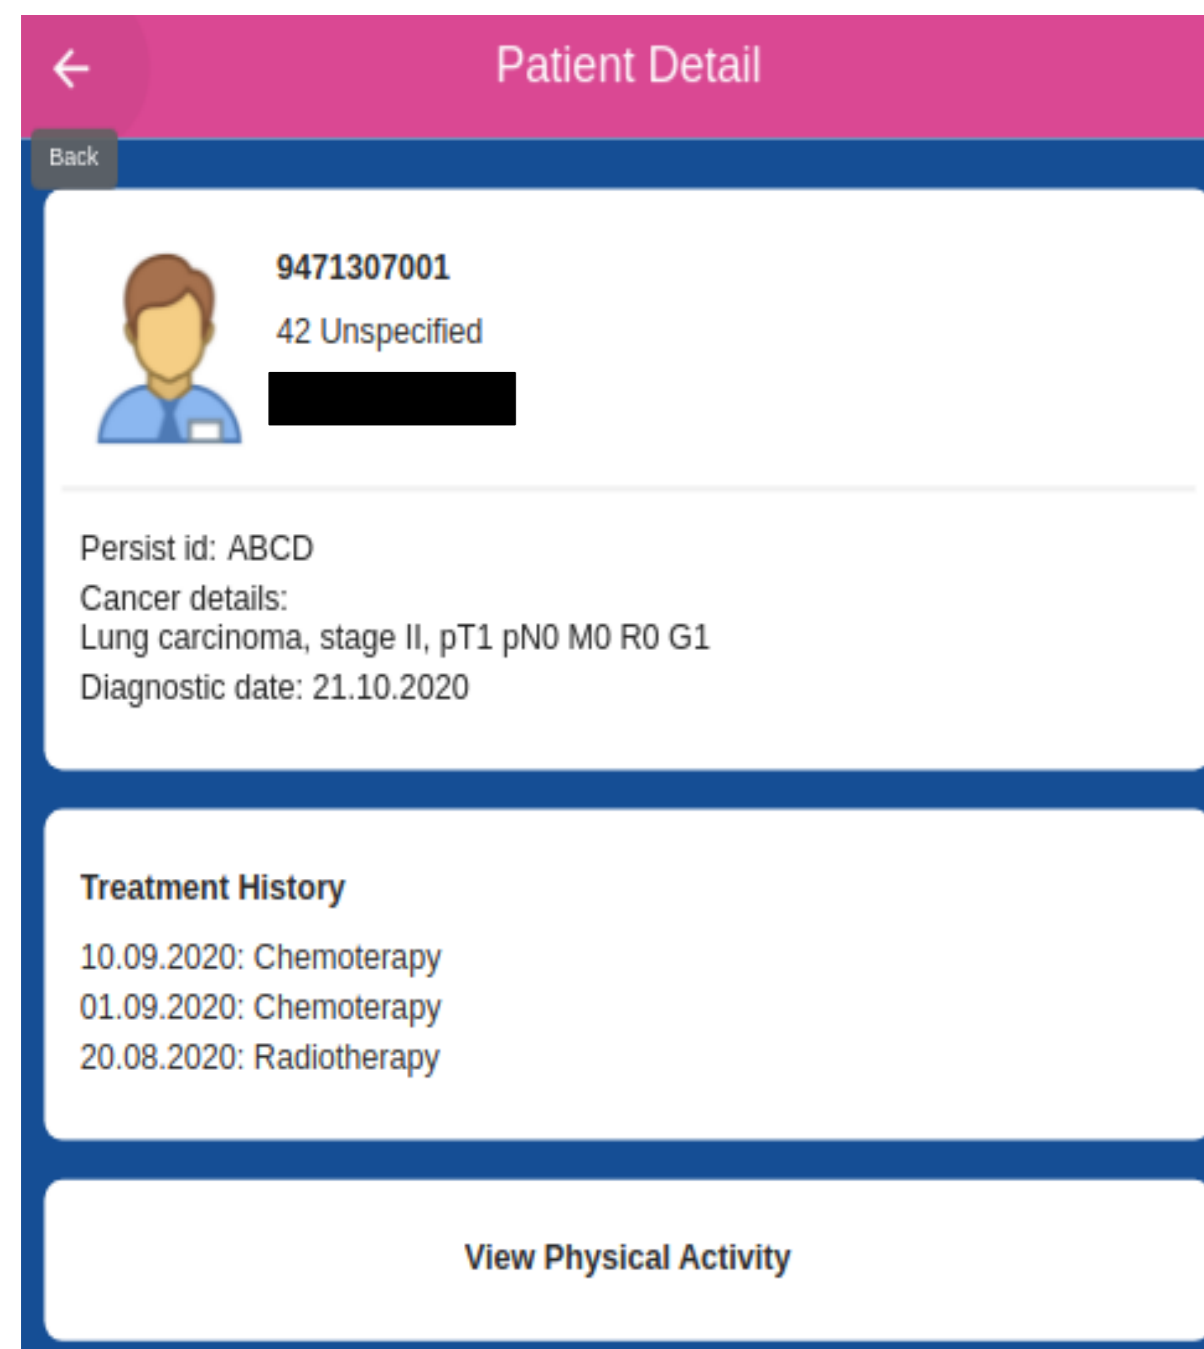 Patient Detail
Back
9471307001
42 Unspecified
Persist id: ABCD
Cancer details:
Lung carcinoma, stage II, pT1 pN0 M0 R0 G1
Diagnostic date: 21.10.2020
Treatment History
10.09.2020: Chemoterapy
01.09.2020: Chemoterapy
20.08.2020: Radiotherapy
View Physical Activity